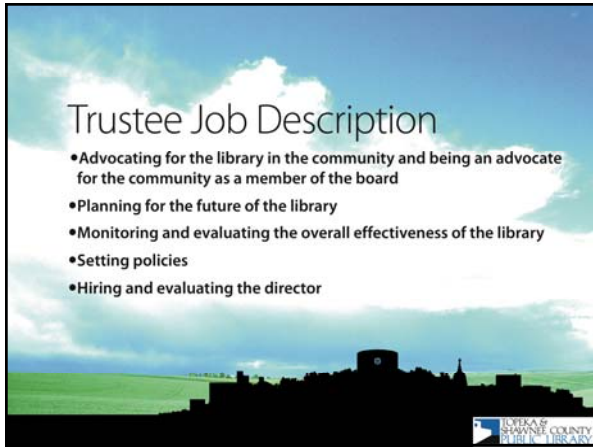 Trustee Job Description
•Advocating for the library in the community and being an advocate
for the community as a member of the board
•Planning for the future of the library
•Monitoring and evaluating the overall effectiveness of the library
•Setting policies
•Hiring and evaluating the director
TOPEKA &
SHAWNEE COUNTY
PUBLIC LIBRARY